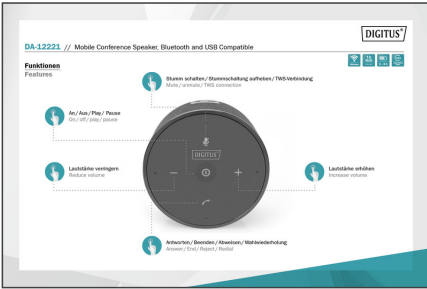 DIGITUS®
DA-12221 // Mobile Conference Speaker, Bluetooth and USB Compatible
Funktionen
Features
Stumm schalten / Stummschaltung aufheben / TWS-Verbindung
Mute / unmute / TWS connection
An / Aus / Play / Pause
On / off / play / pause
DIGITUS
Lautstärke verringern
Reduce volume
Lautstärke erhöhen
Increase volume
Antworten / Beenden / Abweisen / Wahlwiederholung
Answer / End / Reject / Redial